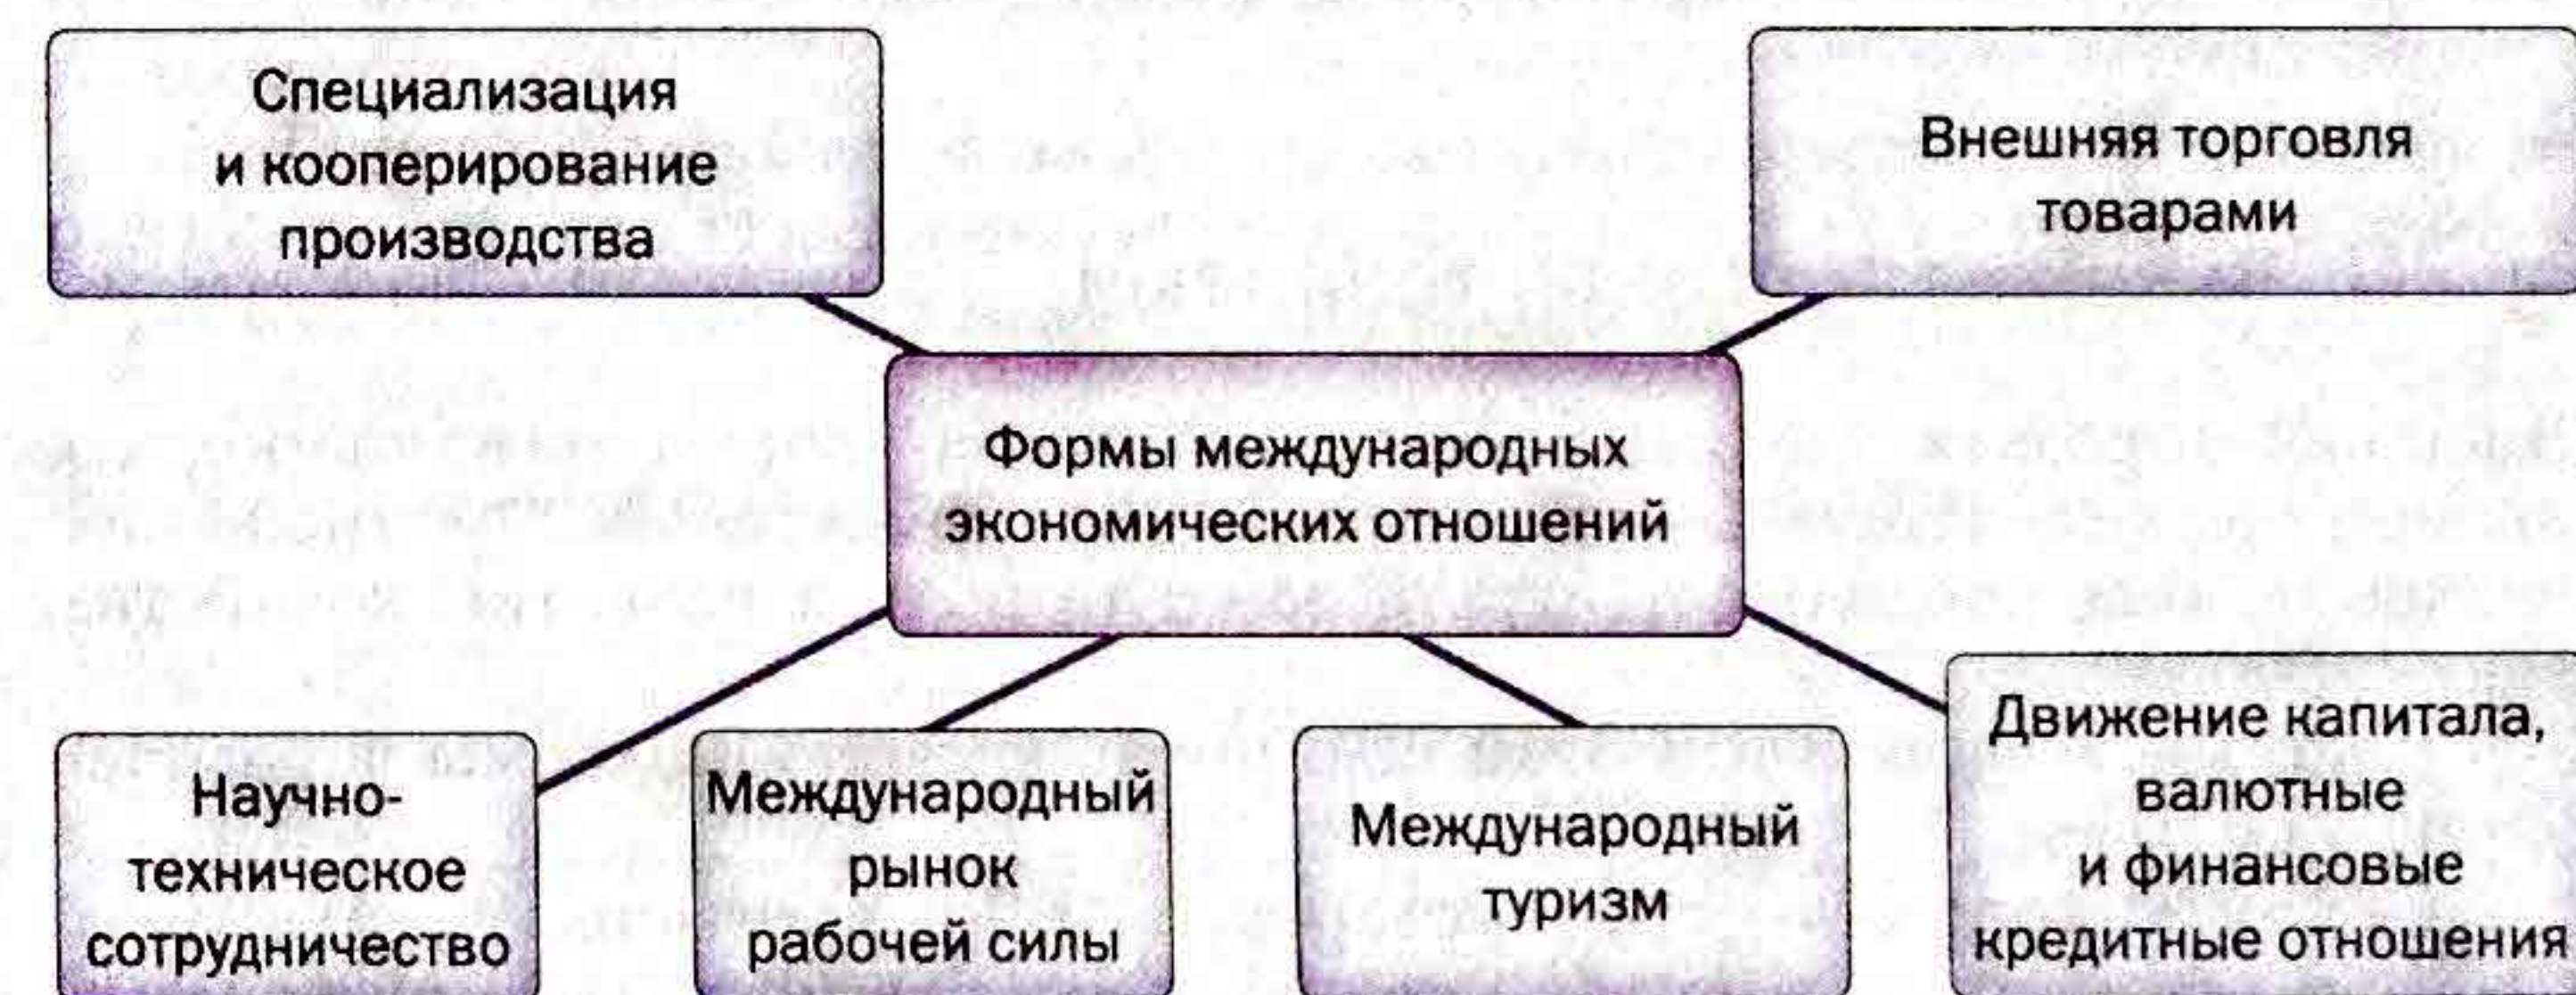 Специализация
и кооперирование
производства
Внешняя торговля
товарами
Формы международных
экономических отношений
Научно-
техническое
сотрудничество
Международный
рынок
рабочей силы
Международный
туризм
Движение капитала,
валютные
и финансовые
кредитные отношения